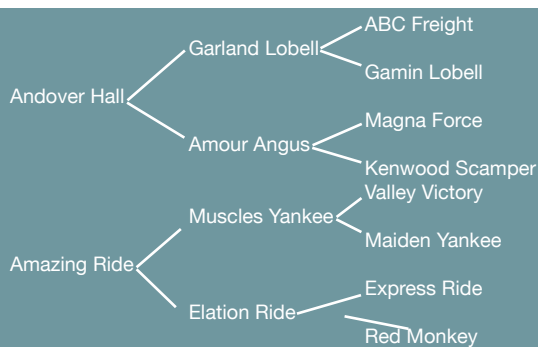 ABC Freight
Garland Lobell
Gamin Lobell
Andover Hall
Magna Force
Amour Angus
Kenwood Scamper
Valley Victory
Muscles Yankee
Maiden Yankee
Amazing Ride
Express Ride
Elation Ride
Red Monkey